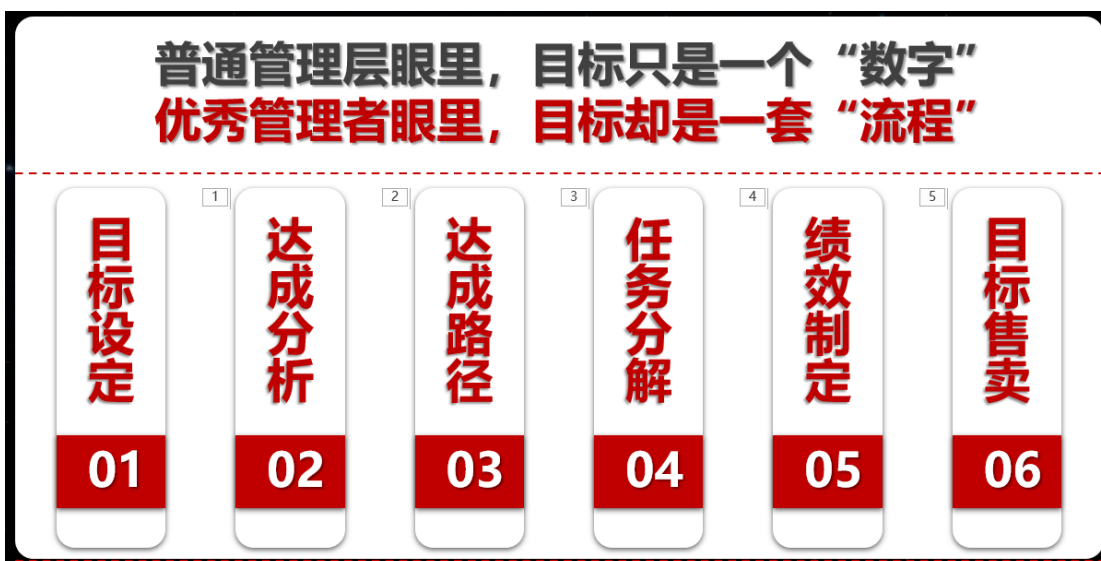 普通管理层眼里，目标只是一个“数字”
优秀管理者眼里，目标却是一套“流程”
目标设定
01
1
达成分析
02
2
达成路径
03
3
任务分解
04
4
绩效制定
05
5
目标售卖
06